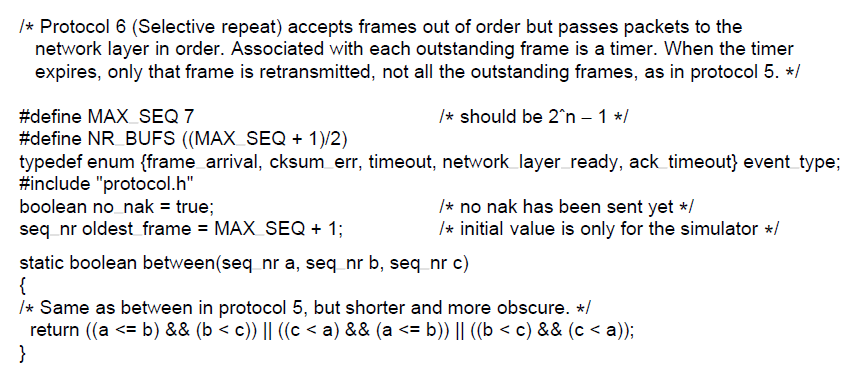 /* Protocol 6 (Selective repeat) accepts frames out of order but passes packets to the
network layer in order. Associated with each outstanding frame is a timer. When the timer
expires, only that frame is retransmitted, not all the outstanding frames, as in protocol 5. */
#define MAX_SEQ 7 /* should be 2^n – 1 */
#define NR_BUFS ((MAX_SEQ + 1)/2)
typedef enum {frame_arrival, cksum_err, timeout, network_layer_ready, ack_timeout} event_type;
#include "protocol.h"
boolean no_nak = true; /* no nak has been sent yet */
seq_nr oldest_frame = MAX_SEQ + 1; /* initial value is only for the simulator */
static boolean between(seq_nr a, seq_nr b, seq_nr c)
{
/* Same as between in protocol 5, but shorter and more obscure. */
return ((a <= b) && (b < c)) || ((c < a) && (a <= b)) || ((b < c) && (c < a));
}